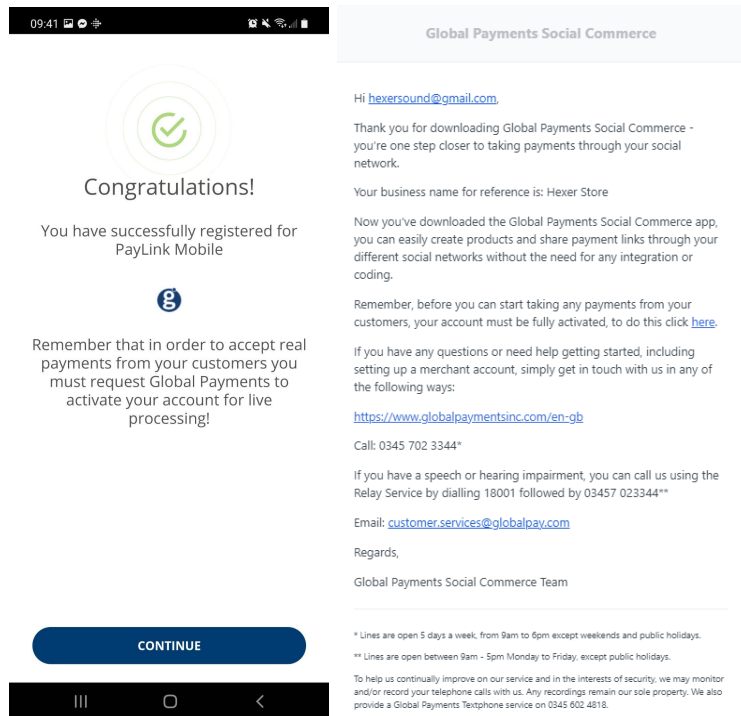 09:41
Congratulations!
You have successfully registered for
PayLink Mobile
g
Remember that in order to accept real
payments from your customers you
must request Global Payments to
activate your account for live
processing!
CONTINUE
Global Payments Social Commerce
Hi hexersound@gmail.com,
Thank you for downloading Global Payments Social Commerce -
you're one step closer to taking payments through your social
network.
Your business name for reference is: Hexer Store
Now you've downloaded the Global Payments Social Commerce app,
you can easily create products and share payment links through your
different social networks without the need for any integration or
coding.
Remember, before you can start taking any payments from your
customers, your account must be fully activated, to do this click here.
If you have any questions or need help getting started, including
setting up a merchant account, simply get in touch with us in any of
the following ways:
https://www.globalpaymentsinc.com/en-gb
Call: 0345 702 3344*
If you have a speech or hearing impairment, you can call us using the
Relay Service by dialling 18001 followed by 03457 023344**
Email: customer.services@globalpay.com
Regards,
Global Payments Social Commerce Team
* Lines are open 5 days a week, from 9am to 6pm except weekends and public holidays.
** Lines are open between 9am - 5pm Monday to Friday, except public holidays.
To help us continually improve on our service and in the interests of security, we may monitor
and/or record your telephone calls with us. Any recordings remain our sole property. We also
provide a Global Payments Textphone service on 0345 602 4818.